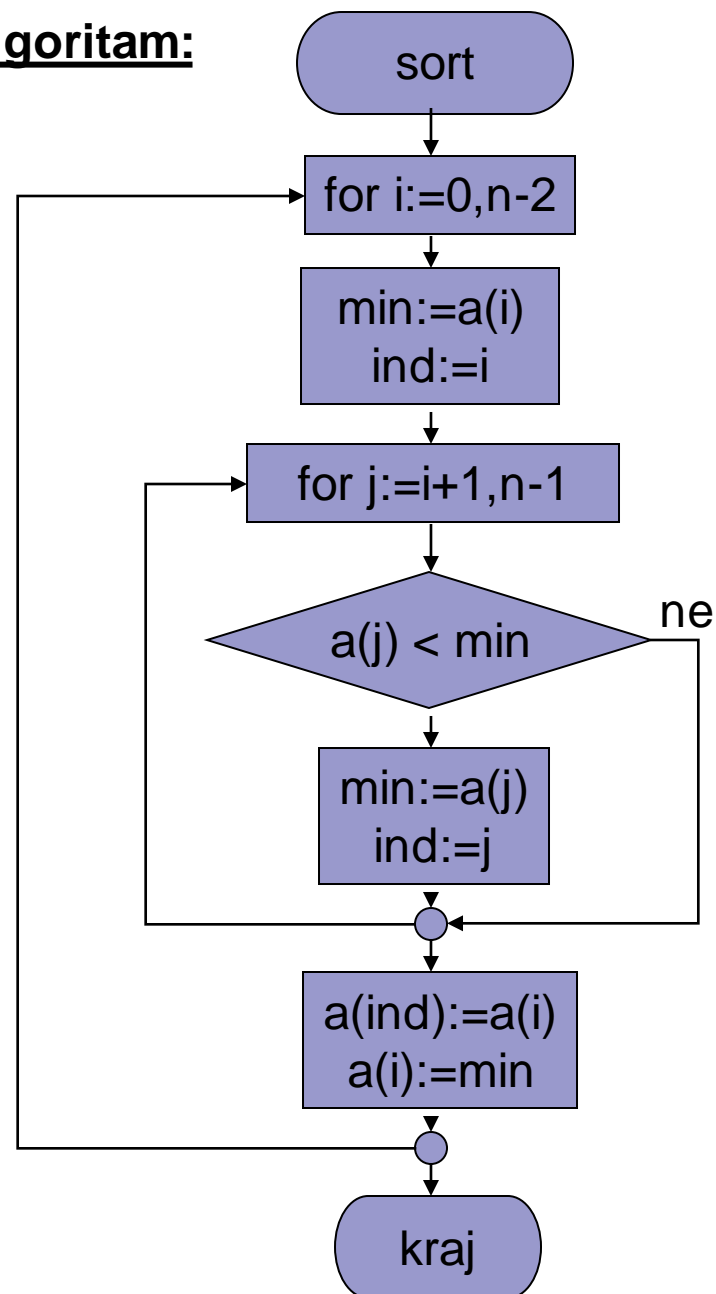 goritam:
sort
for i:=0,n-2
min:=a(i)
ind:=i
for j:=i+1,n-1
a(j) < min
ne
min:=a(j)
ind:=j
a(ind):=a(i)
a(i):=min
kraj